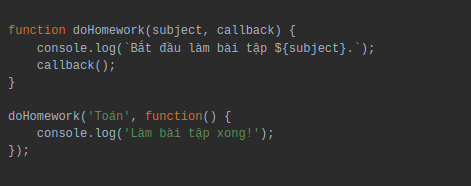 function doHomework(subject, callback) {
    console.log(`Bắt đầu làm bài tập ${subject}.`);
    callback();
}
doHomework('Toán', function() {
    console.log('Làm bài tập xong!');
});